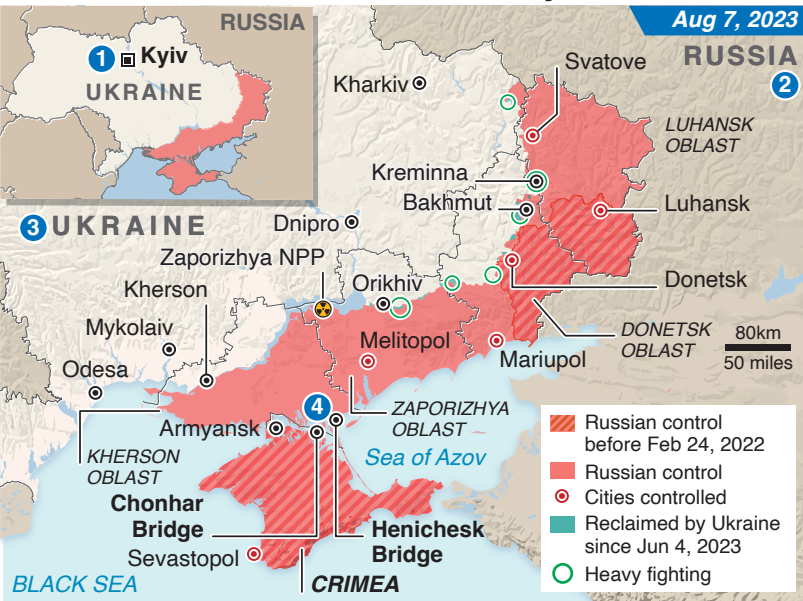 Aug 7, 2023
RUSSIA
1
Kyiv
UKRAINE
RUSSIA
2
Svatove
Kharkiv
LUHANSK
OBLAST
Kreminna
Bakhmut
Luhansk
3 UKRAINE
Dnipro
Zaporizhya NPP
Kherson
Orikhiv
Donetsk
Mykolaiv
Melitopol
DONETSK
OBLAST
80km
50 miles
Odesa
Mariupol
4
ZAPORIZHYA
OBLAST
Armyansk
KHERSON
OBLAST
Sea of Azov
Chonhar
Bridge
Henichesk
Bridge
Sevastopol
BLACK SEA
CRIMEA
Russian control
before Feb 24, 2022
Russian control
Cities controlled
Reclaimed by Ukraine
since Jun 4, 2023
Heavy fighting